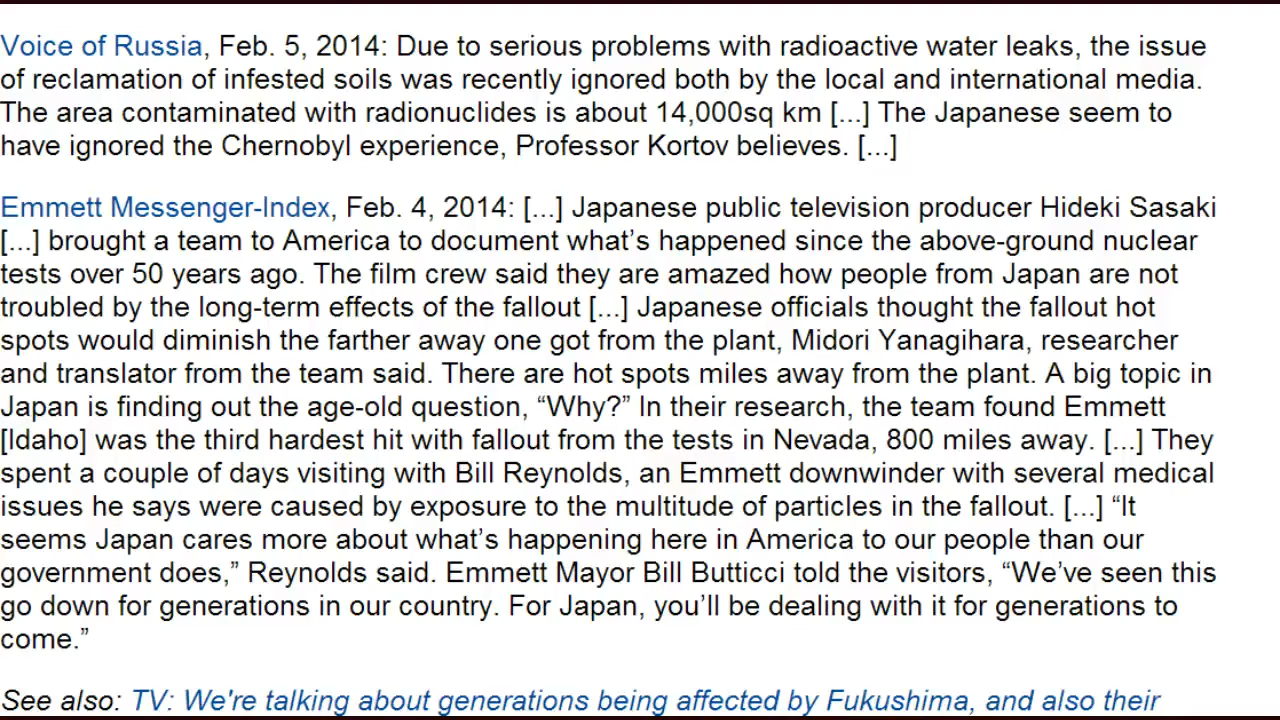 Voice of Russia, Feb. 5, 2014: Due to serious problems with radioactive water leaks, the issue
of reclamation of infested soils was recently ignored both by the local and international media.
The area contaminated with radionuclides is about 14,000sq km [...] The Japanese seem to
have ignored the Chernobyl experience, Professor Kortov believes. [...]
Emmett Messenger-Index, Feb. 4, 2014: [...] Japanese public television producer Hideki Sasaki
[...] brought a team to America to document what’s happened since the above-ground nuclear
tests over 50 years ago. The film crew said they are amazed how people from Japan are not
troubled by the long-term effects of the fallout [...] Japanese officials thought the fallout hot
spots would diminish the farther away one got from the plant, Midori Yanagihara, researcher
and translator from the team said. There are hot spots miles away from the plant. A big topic in
Japan is finding out the age-old question, “Why?” In their research, the team found Emmett
[Idaho] was the third hardest hit with fallout from the tests in Nevada, 800 miles away. [...] They
spent a couple of days visiting with Bill Reynolds, an Emmett downwinder with several medical
issues he says were caused by exposure to the multitude of particles in the fallout. [...] “It
seems Japan cares more about what’s happening here in America to our people than our
government does,” Reynolds said. Emmett Mayor Bill Butticci told the visitors, “We’ve seen this
go down for generations in our country. For Japan, you’ll be dealing with it for generations to
come.”
See also: TV: We're talking about generations being affected by Fukushima, and also their